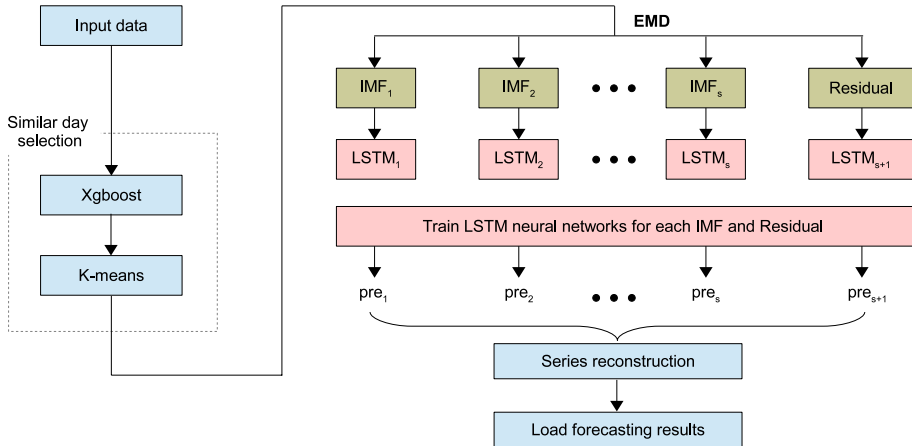 Input data
Similar day
selection
Xgboost
K-means
EMD
IMF₁
IMF₂
IMFₛ
Residual
LSTM₁
LSTM₂
LSTMₛ
LSTMₛ₊₁
Train LSTM neural networks for each IMF and Residual
pre₁
pre₂
preₛ
preₛ₊₁
Series reconstruction
Load forecasting results